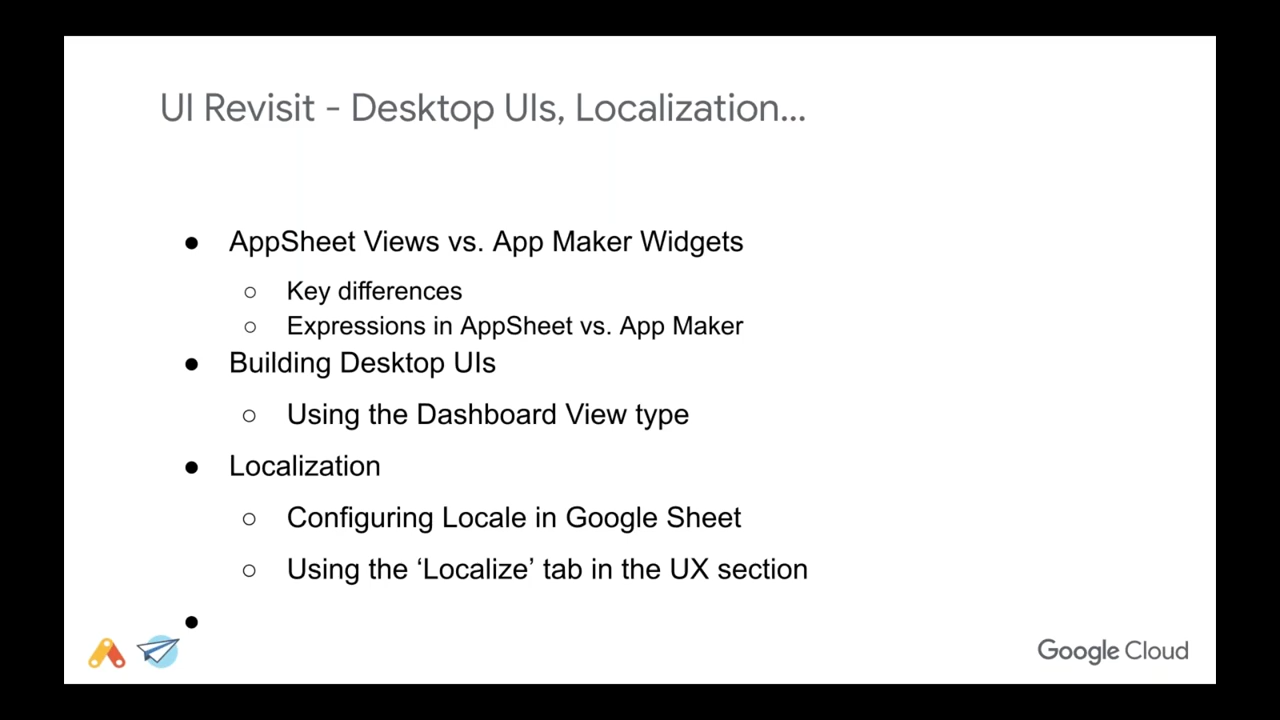 UI Revisit - Desktop UIs, Localization...
● AppSheet Views vs. App Maker Widgets
○ Key differences
○ Expressions in AppSheet vs. App Maker
● Building Desktop UIs
○ Using the Dashboard View type
● Localization
○ Configuring Locale in Google Sheet
○ Using the ‘Localize’ tab in the UX section
●
Google Cloud